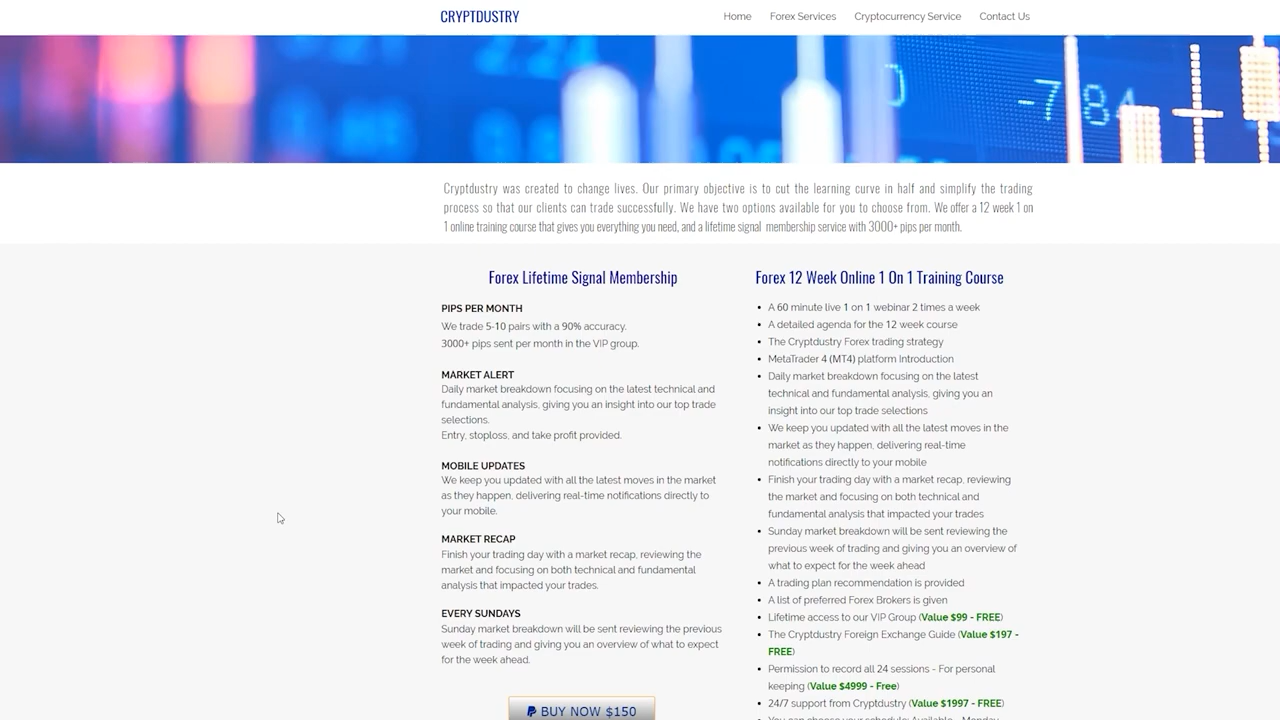 CRYPTDUSTRY
Home Forex Services Cryptocurrency Service Contact Us
-7,84
Cryptdustry was created to change lives. Our primary objective is to cut the learning curve in half and simplify the trading
process so that our clients can trade successfully. We have two options available for you to choose from. We offer a 12 week 1 on
1 online training course that gives you everything you need, and a lifetime signal membership service with 3000+ pips per month.
Forex Lifetime Signal Membership
PIPS PER MONTH
We trade 5-10 pairs with a 90% accuracy.
3000+ pips sent per month in the VIP group.
MARKET ALERT
Daily market breakdown focusing on the latest technical and
fundamental analysis, giving you an insight into our top trade
selections.
Entry, stoploss, and take profit provided.
MOBILE UPDATES
We keep you updated with all the latest moves in the market
as they happen, delivering real-time notifications directly to
your mobile.
MARKET RECAP
Finish your trading day with a market recap, reviewing the
market and focusing on both technical and fundamental
analysis that impacted your trades.
EVERY SUNDAYS
Sunday market breakdown will be sent reviewing the previous
week of trading and giving you an overview of what to expect
for the week ahead.
BUY NOW $150
Forex 12 Week Online 1 On 1 Training Course
• A 60 minute live 1 on 1 webinar 2 times a week
• A detailed agenda for the 12 week course
• The Cryptdustry Forex trading strategy
• MetaTrader 4 (MT4) platform Introduction
• Daily market breakdown focusing on the latest
technical and fundamental analysis, giving you an
insight into our top trade selections
• We keep you updated with all the latest moves in the
market as they happen, delivering real-time
notifications directly to your mobile
• Finish your trading day with a market recap, reviewing
the market and focusing on both technical and
fundamental analysis that impacted your trades
• Sunday market breakdown will be sent reviewing the
previous week of trading and giving you an overview of
what to expect for the week ahead
• A trading plan recommendation is provided
• A list of preferred Forex Brokers is given
• Lifetime access to our VIP Group (Value $99 - FREE)
• The Cryptdustry Foreign Exchange Guide (Value $197 -
FREE)
• Permission to record all 24 sessions - For personal
keeping (Value $4999 - Free)
• 24/7 support from Cryptdustry (Value $1997 - FREE)
• You can choose your schedule: Available - Monday